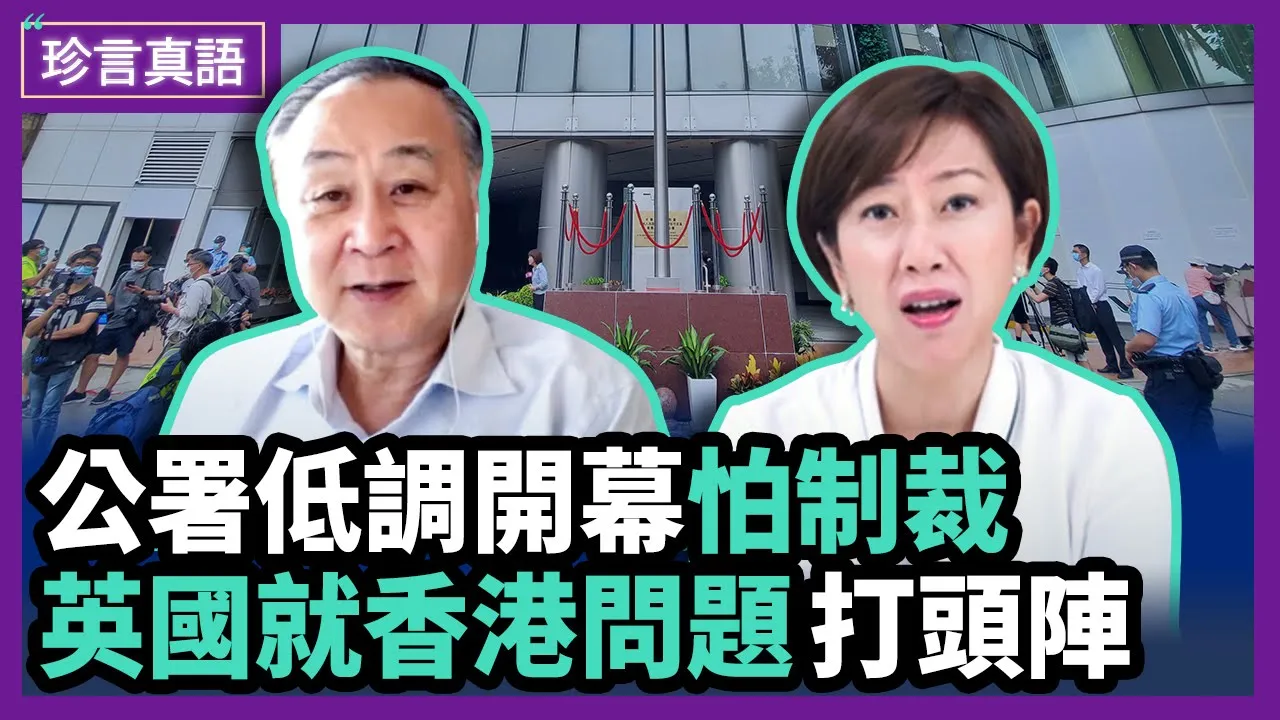 珍言真語
公署低調開幕怕制裁
英國就香港問題打頭陣